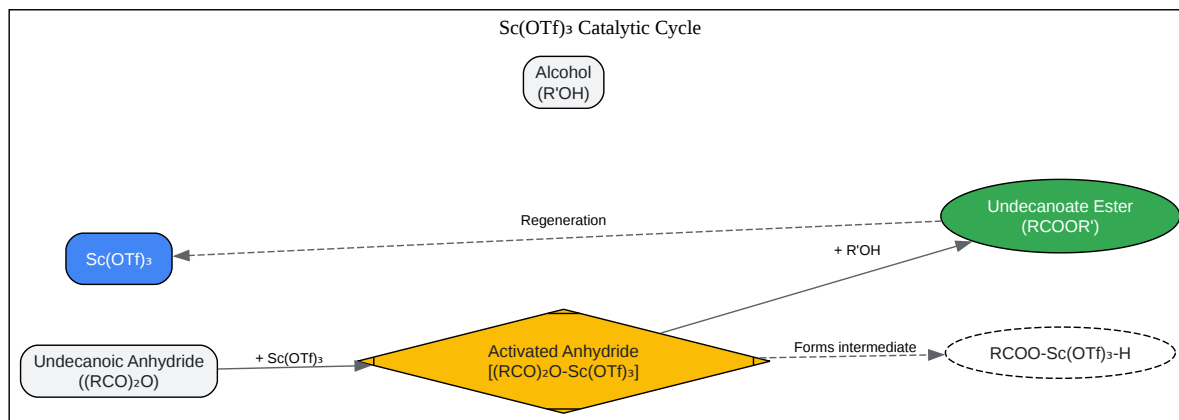 Sc(OTf)₃ Catalytic Cycle
Alcohol
(R'OH)
Undecanoate Ester
(RCOOR')
Regeneration
+ R'OH
Sc(OTf)₃
Undecanoic Anhydride
((RCO)₂O)
+ Sc(OTf)₃
Activated Anhydride
[(RCO)₂O-Sc(OTf)₃]
Forms intermediate
RCOO-Sc(OTf)₃-H